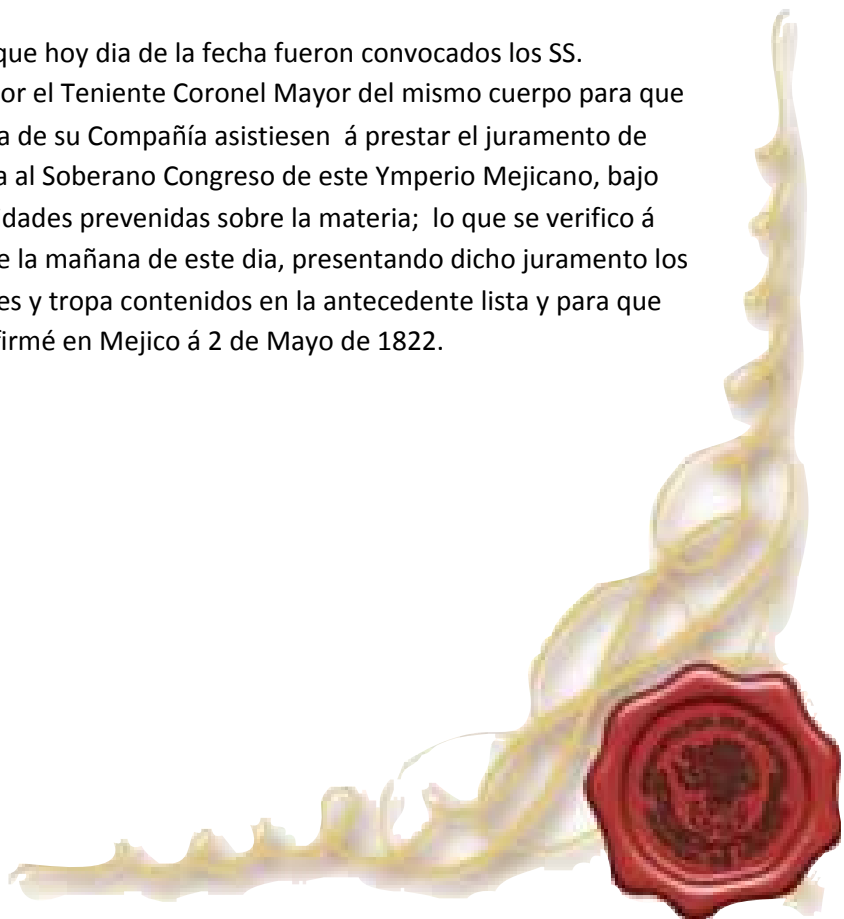 que hoy dia de la fecha fueron convocados los SS.
or el Teniente Coronel Mayor del mismo cuerpo para que
a de su Compañía asistiesen á prestar el juramento de
a al Soberano Congreso de este Ymperio Mejicano, bajo
idades prevenidas sobre la materia; lo que se verifico á
e la mañana de este dia, presentando dicho juramento los
es y tropa contenidos en la antecedente lista y para que
firmé en Mejico á 2 de Mayo de 1822.